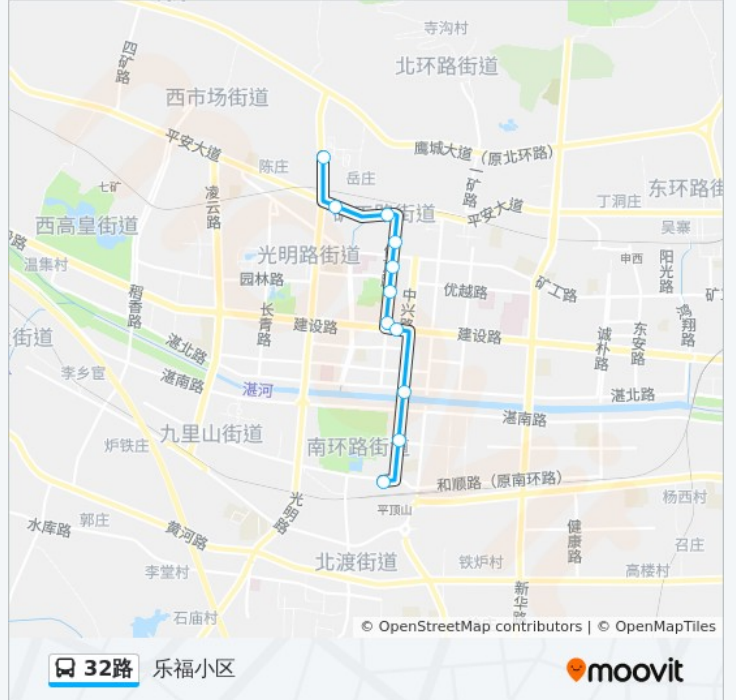 寺沟村
四矿路
北环路街道
西市场街道
平安大道
鹰城大道（原北环路）
陈庄
岳庄
一矿路
七矿
凌云路
东环路街
丁洞庄
平安大道
街道
吴寨
西高皇街道
光明路街道
申西
阳光路
温集村
园林路
优越路
矿工路
矿
稻香路
长青路
中兴路
鸿翔路
建设路
建设路
诚朴路
东安路
街道
湛北路
李乡宦
湛南路
湛河
湛北路
湛南路
九里山街道
南环路街道
炉铁庄
和顺路（原南环路）
光明路
杨西村
平顶山
郭庄
水库路
黄河路
健康路
召庄
北渡街道
铁炉村
李堂村
高楼村
新华路
石庙村
© OpenStreetMap contributors | © OpenMapTiles
32路 乐福小区
moovit